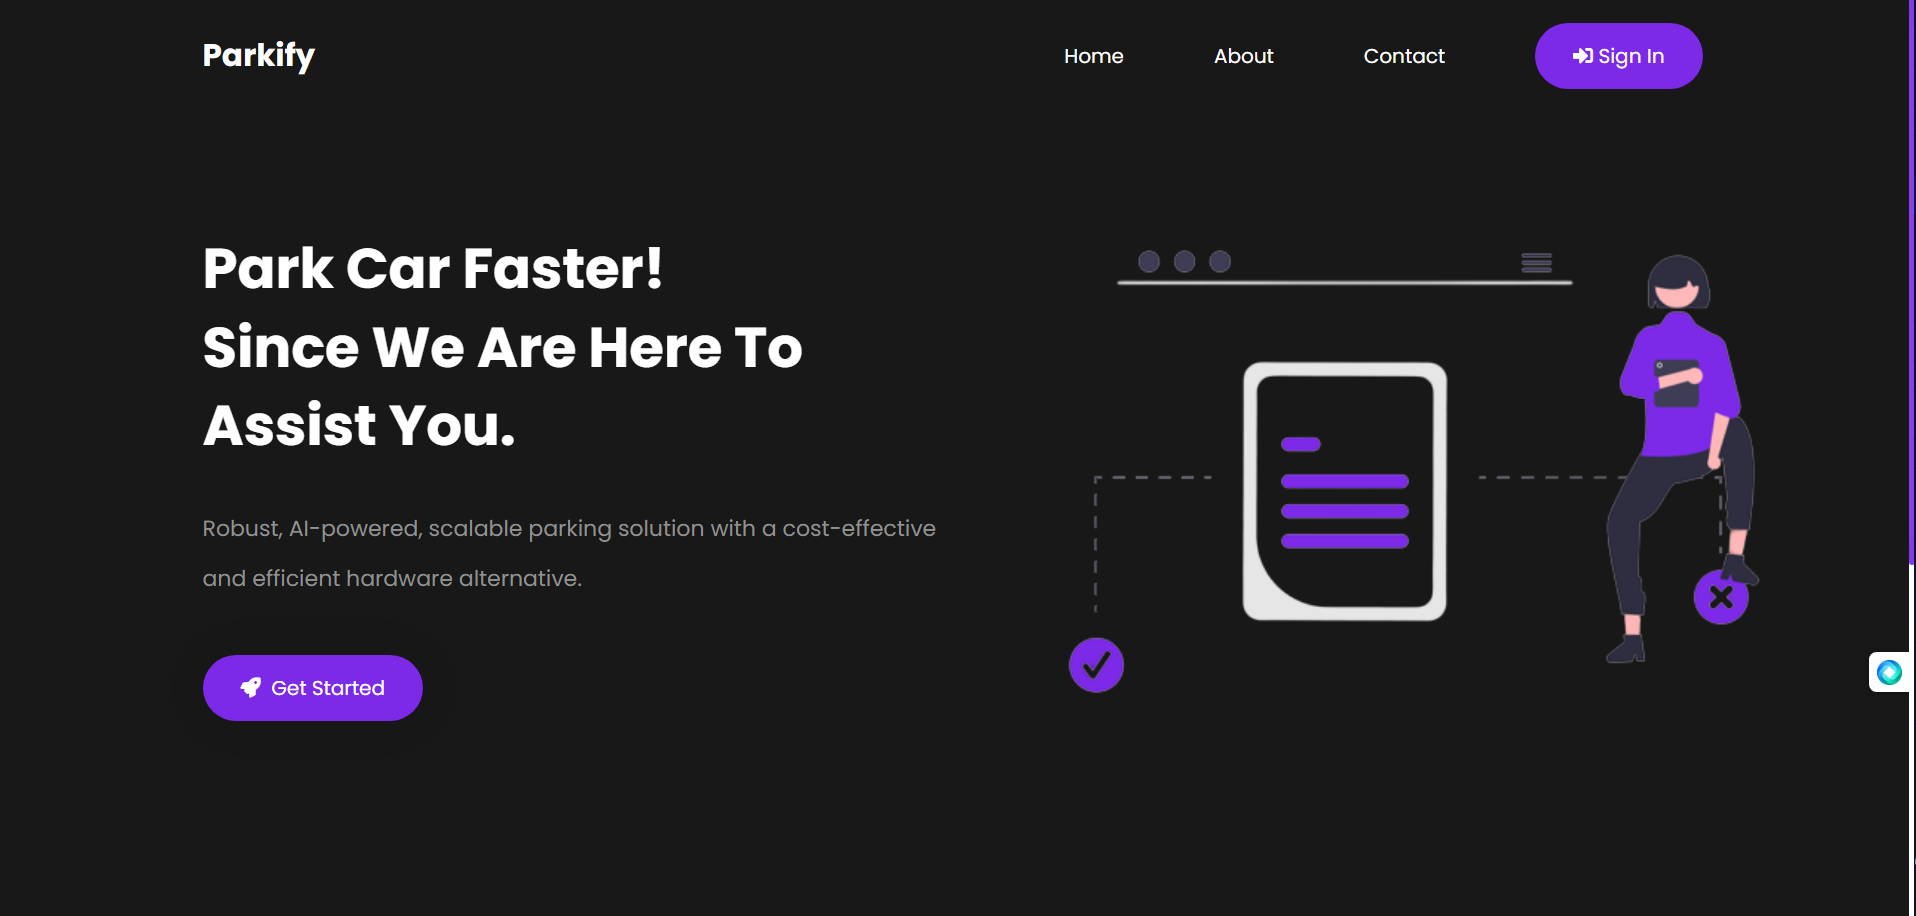 Parkify
Home
About
Contact
Sign In
Park Car Faster!
Since We Are Here To
Assist You.
Robust, AI-powered, scalable parking solution with a cost-effective
and efficient hardware alternative.
Get Started